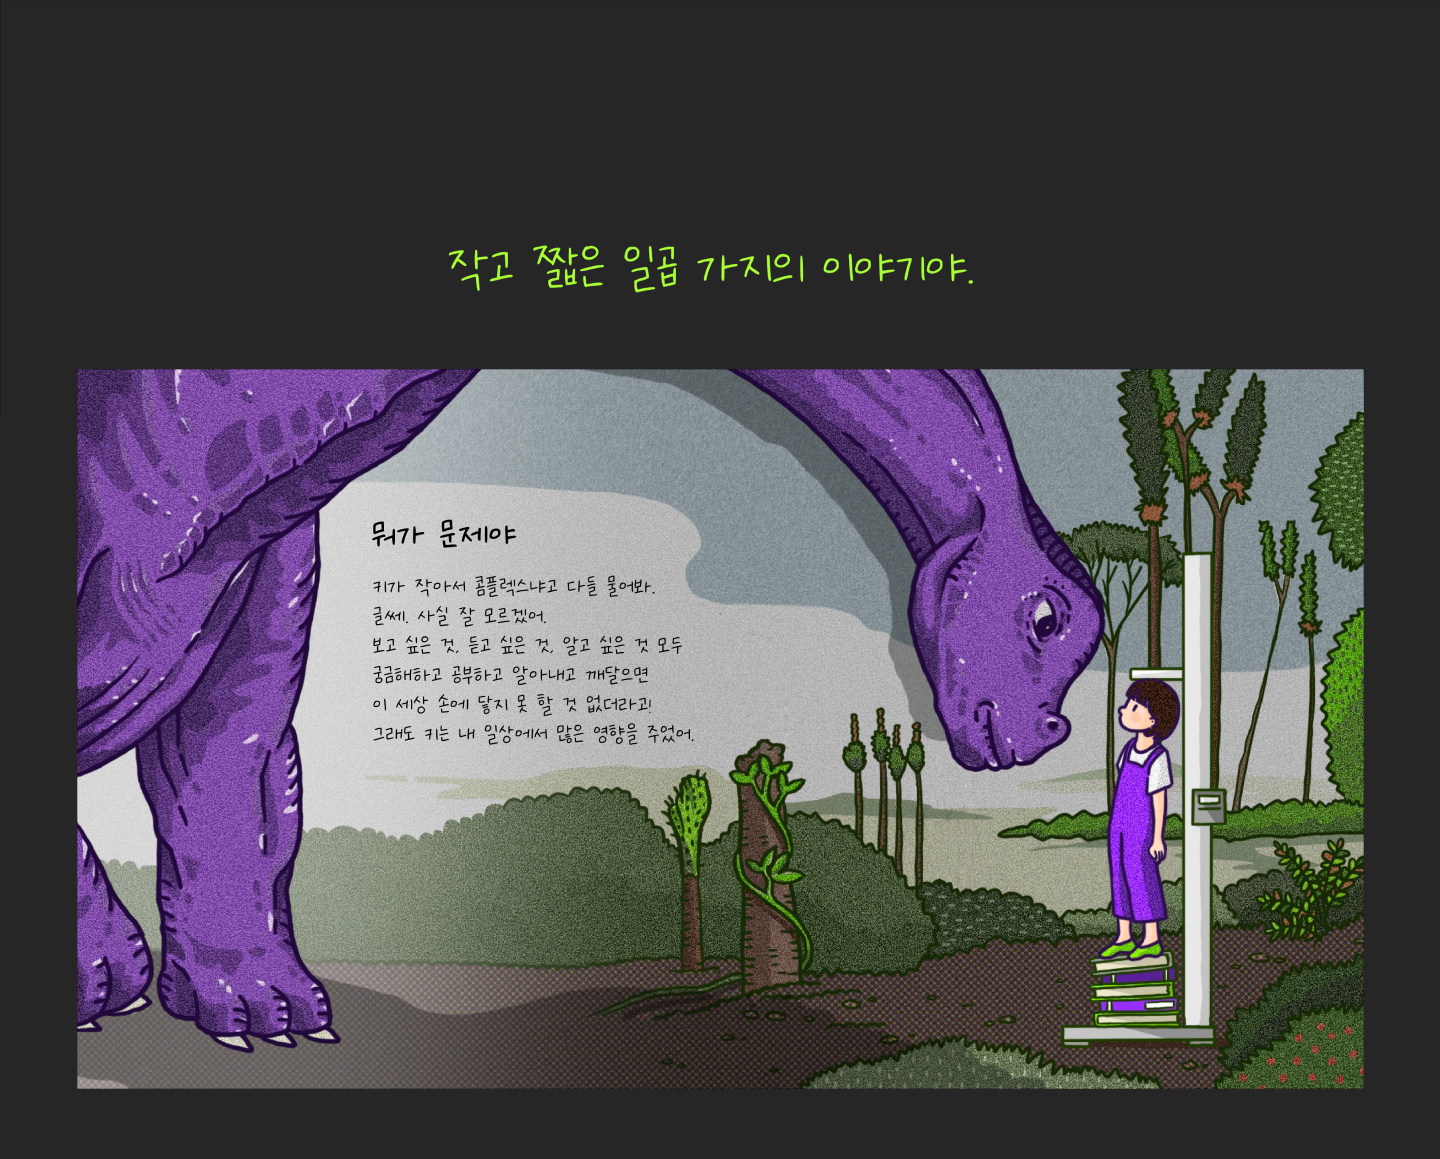 작고 짧은 일곱 가지의 이야기야.
뭐가 문제야
키가 작아서 콤플렉스냐고 다들 물어봐.
글쎄. 사실 잘 모르겠어.
보고 싶은 것, 듣고 싶은 것, 알고 싶은 것 모두
궁금해하고 공부하고 알아내고 깨달으면
이 세상 손에 닿지 못 할 것 없더라고!
그래도 키는 내 일상에서 많은 영향을 주었어.